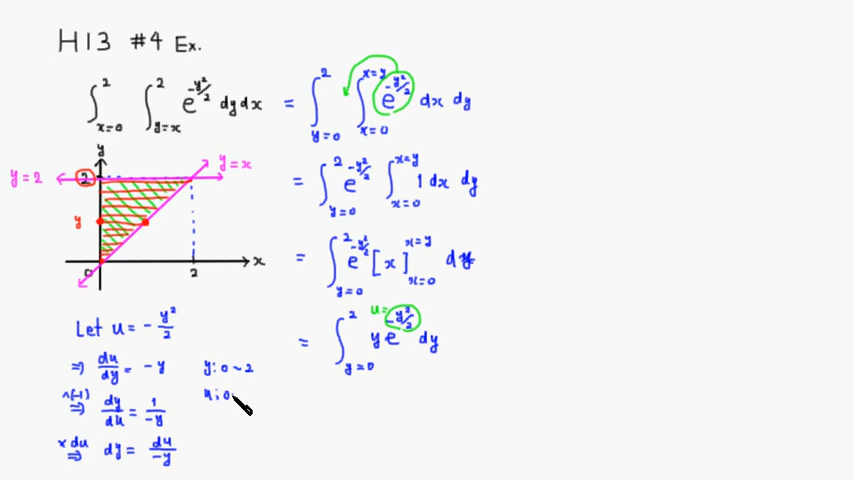 H13 #4 Ex.
∫_{x=0}^{2} ∫_{y=x}^{2} e^{-y²/2} dy dx = ∫_{y=0}^{2} ∫_{x=0}^{x=y} e^{-y²/2} dx dy
= ∫_{y=0}^{2} e^{-y²/2} ∫_{x=0}^{x=y} 1 dx dy
= ∫_{y=0}^{2} e^{-y²/2} [x]_{x=0}^{x=y} dy
u=
= ∫_{y=0}^{2} y e^{-y²/2} dy
y
y=x
y=2
2
y
0
2
x
Let u = -y²/2
⇒ du/dy = -y
^(-1) ⇒ dy/du = 1/-y
x du ⇒ dy = du/-y
y: 0 ~ 2
u: 0